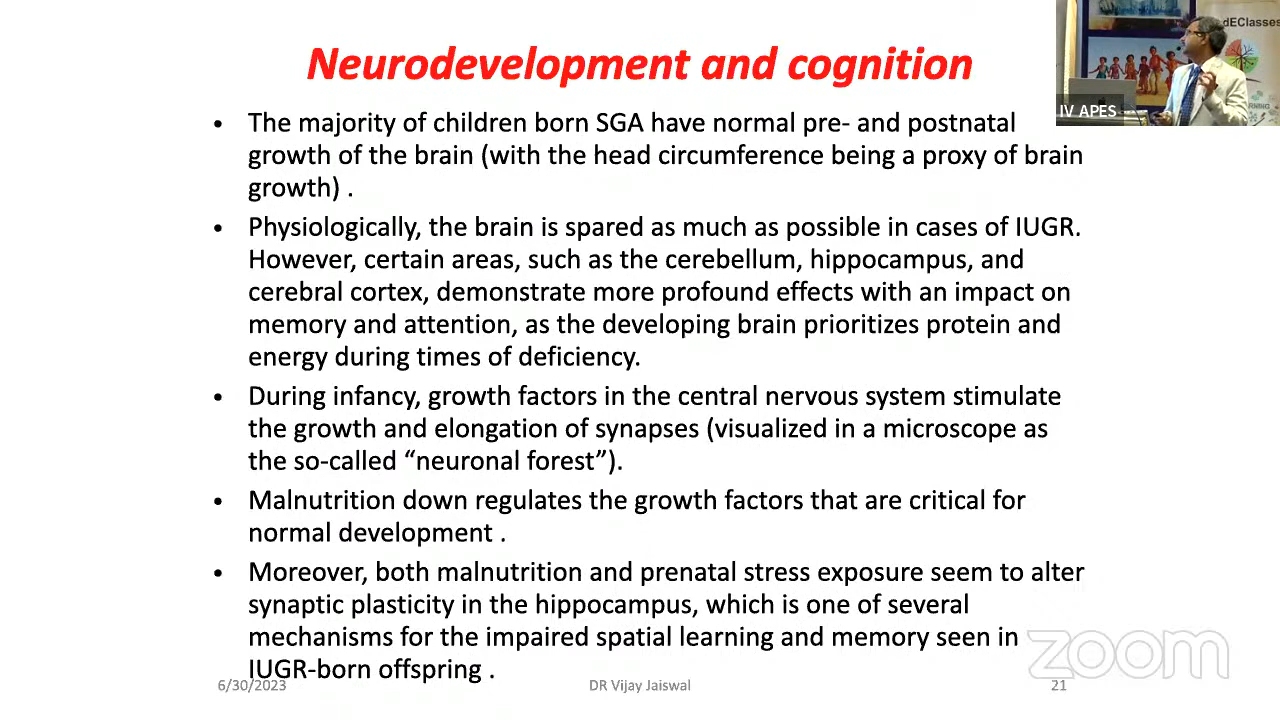 Neurodevelopment and cognition
dEClasses
IV APES
• The majority of children born SGA have normal pre- and postnatal
growth of the brain (with the head circumference being a proxy of brain
growth) .
• Physiologically, the brain is spared as much as possible in cases of IUGR.
However, certain areas, such as the cerebellum, hippocampus, and
cerebral cortex, demonstrate more profound effects with an impact on
memory and attention, as the developing brain prioritizes protein and
energy during times of deficiency.
• During infancy, growth factors in the central nervous system stimulate
the growth and elongation of synapses (visualized in a microscope as
the so-called “neuronal forest”).
• Malnutrition down regulates the growth factors that are critical for
normal development .
• Moreover, both malnutrition and prenatal stress exposure seem to alter
synaptic plasticity in the hippocampus, which is one of several
mechanisms for the impaired spatial learning and memory seen in
IUGR-born offspring .
zoom
6/30/2023
DR Vijay Jaiswal
21